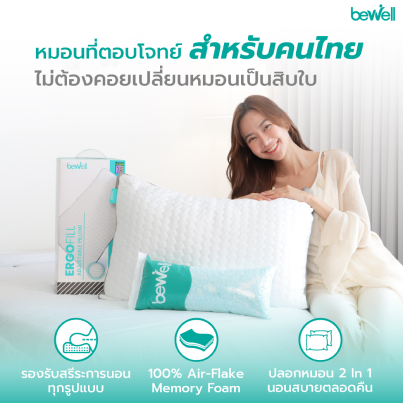 bewell
หมอนที่ตอบโจทย์ สำหรับคนไทย
ไม่ต้องคอยเปลี่ยนหมอนเป็นสิบใบ
bewell
ERGOFILL
ADJUSTABLE PILLOW
bewell
รองรับสรีระการนอน
ทุกรูปแบบ
100% Air-Flake
Memory Foam
ปลอกหมอน 2 In 1
นอนสบายตลอดคืน